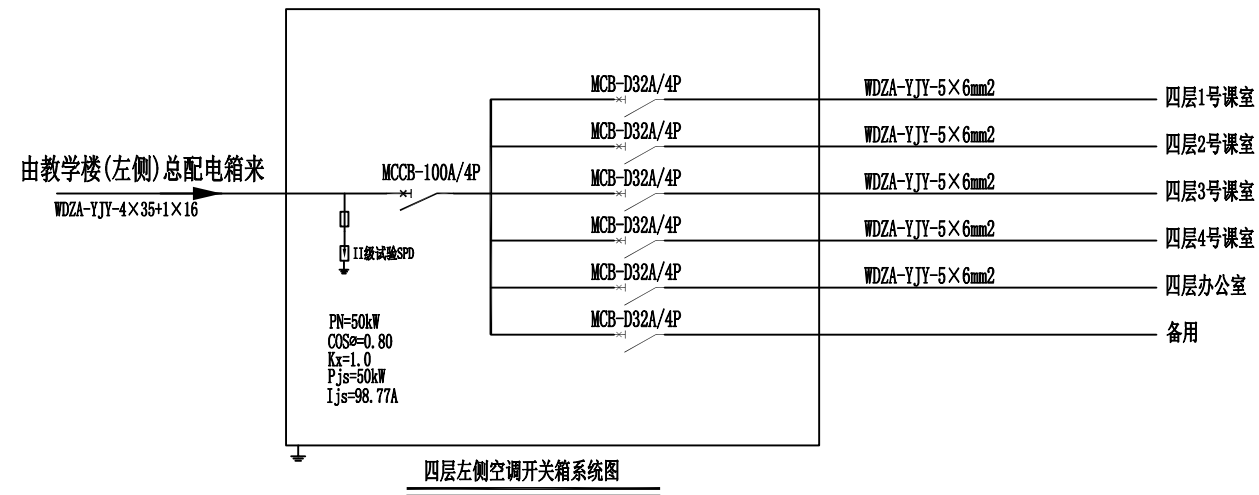 MCB-D32A/4P
WDZA-YJY-5×6mm2
四层1号课室
MCB-D32A/4P
WDZA-YJY-5×6mm2
四层2号课室
由教学楼(左侧)总配电箱来
WDZA-YJY-4×35+1×16
MCCB-100A/4P
MCB-D32A/4P
WDZA-YJY-5×6mm2
四层3号课室
MCB-D32A/4P
WDZA-YJY-5×6mm2
四层4号课室
II级试验SPD
MCB-D32A/4P
WDZA-YJY-5×6mm2
四层办公室
MCB-D32A/4P
备用
PN=50kW
COSø=0.80
Kx=1.0
Pjs=50kW
Ijs=98.77A
四层左侧空调开关箱系统图